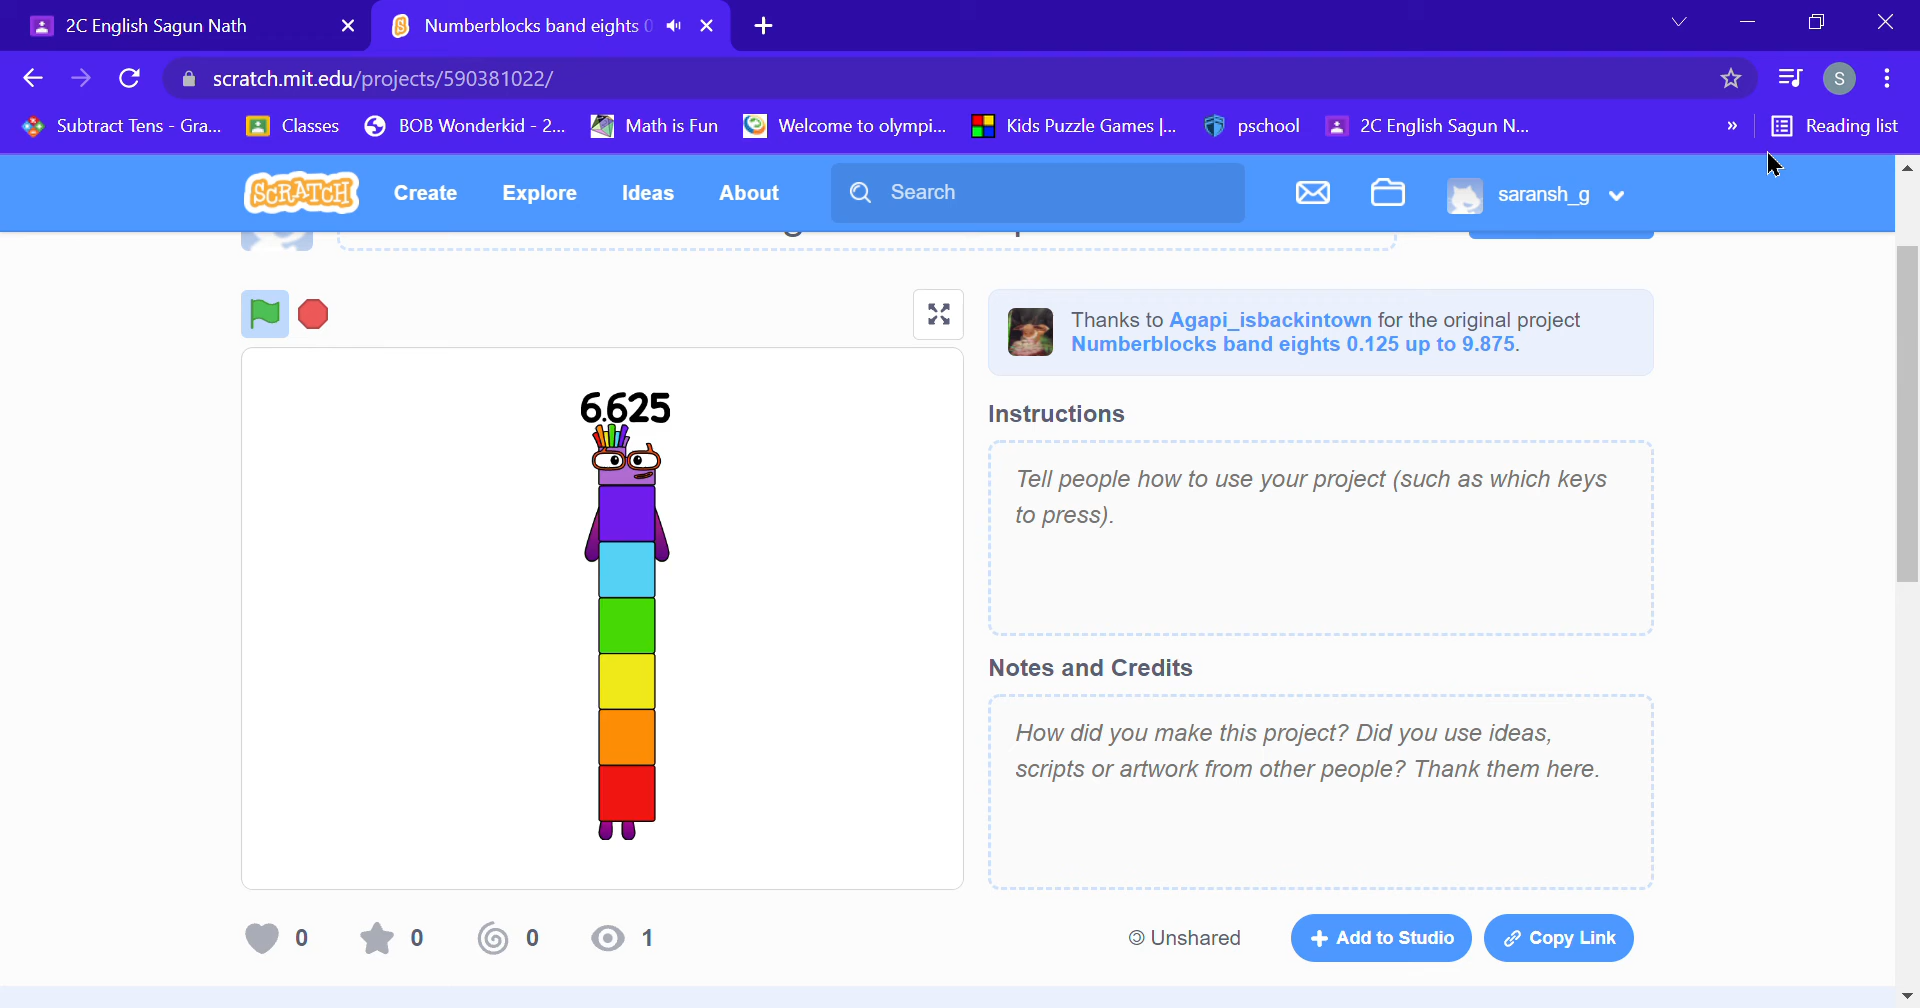 2C English Sagun Nath
Numberblocks band eights 0
scratch.mit.edu/projects/590381022/
S
Subtract Tens - Gra...
Classes
BOB Wonderkid - 2...
Math is Fun
Welcome to olympi...
Kids Puzzle Games |...
pschool
2C English Sagun N...
»
Reading list
SCRATCH
Create
Explore
Ideas
About
Search
saransh_g
Thanks to Agapi_isbackintown for the original project
Numberblocks band eights 0.125 up to 9.875.
6.625
Instructions
Tell people how to use your project (such as which keys
to press).
Notes and Credits
How did you make this project? Did you use ideas,
scripts or artwork from other people? Thank them here.
0
0
0
1
Unshared
Add to Studio
Copy Link